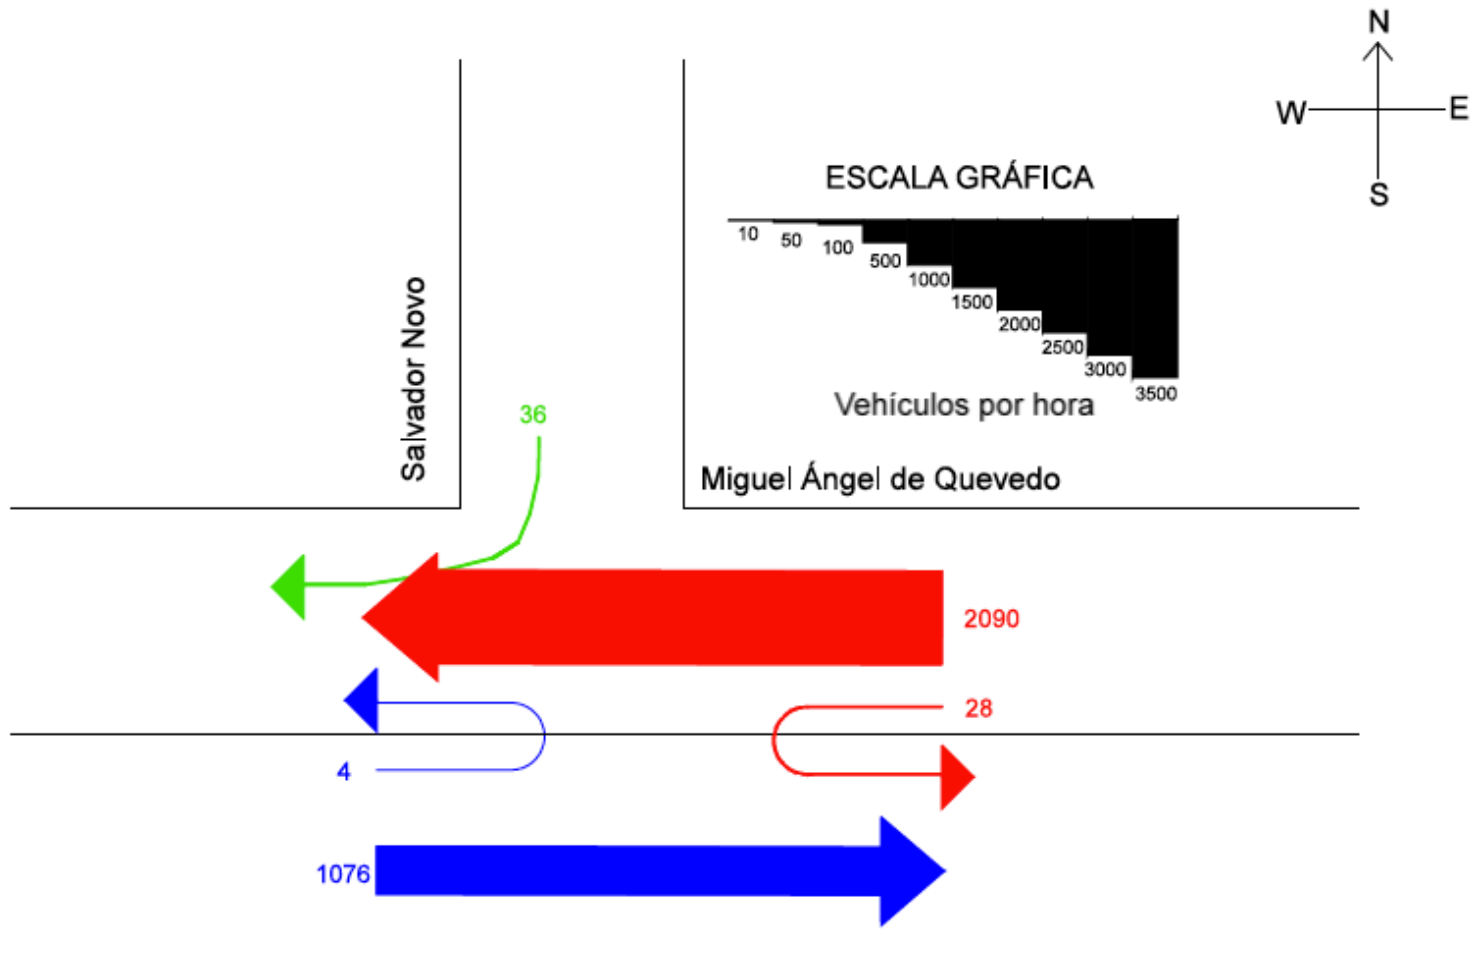 N
W E
S
ESCALA GRÁFICA
10
50
100
500
1000
1500
2000
2500
3000
3500
Vehículos por hora
Salvador Novo
36
Miguel Ángel de Quevedo
2090
28
4
1076